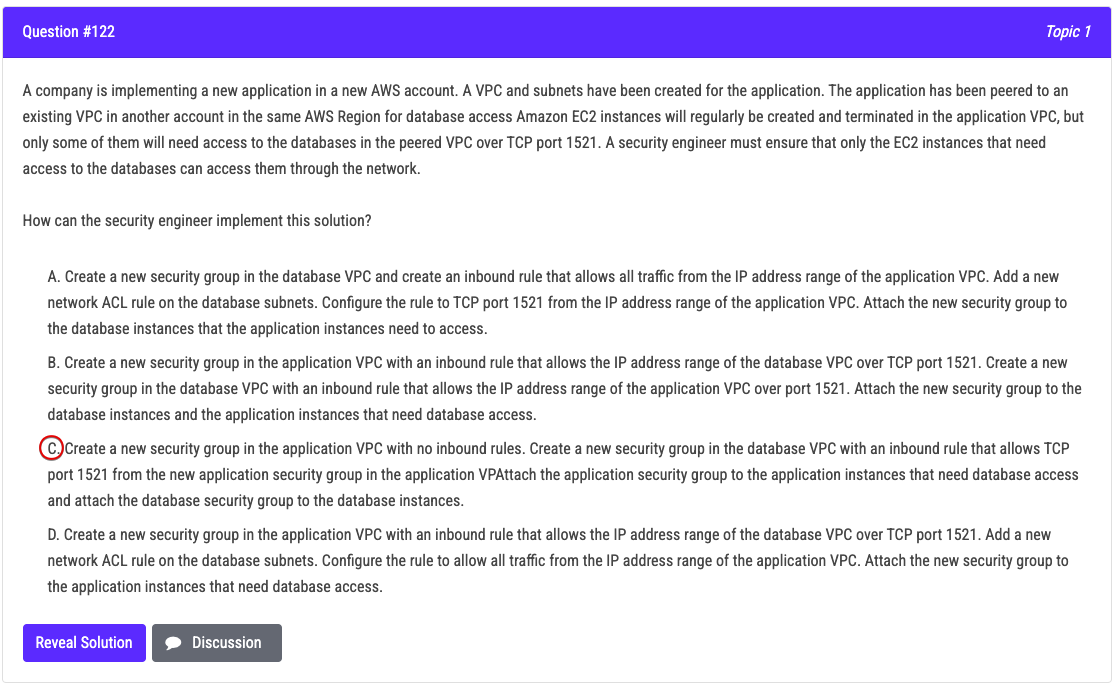 Question #122
Topic 1
A company is implementing a new application in a new AWS account. A VPC and subnets have been created for the application. The application has been peered to an
existing VPC in another account in the same AWS Region for database access Amazon EC2 instances will regularly be created and terminated in the application VPC, but
only some of them will need access to the databases in the peered VPC over TCP port 1521. A security engineer must ensure that only the EC2 instances that need
access to the databases can access them through the network.
How can the security engineer implement this solution?
A. Create a new security group in the database VPC and create an inbound rule that allows all traffic from the IP address range of the application VPC. Add a new
network ACL rule on the database subnets. Configure the rule to TCP port 1521 from the IP address range of the application VPC. Attach the new security group to
the database instances that the application instances need to access.
B. Create a new security group in the application VPC with an inbound rule that allows the IP address range of the database VPC over TCP port 1521. Create a new
security group in the database VPC with an inbound rule that allows the IP address range of the application VPC over port 1521. Attach the new security group to the
database instances and the application instances that need database access.
C. Create a new security group in the application VPC with no inbound rules. Create a new security group in the database VPC with an inbound rule that allows TCP
port 1521 from the new application security group in the application VPAttach the application security group to the application instances that need database access
and attach the database security group to the database instances.
D. Create a new security group in the application VPC with an inbound rule that allows the IP address range of the database VPC over TCP port 1521. Add a new
network ACL rule on the database subnets. Configure the rule to allow all traffic from the IP address range of the application VPC. Attach the new security group to
the application instances that need database access.
Reveal Solution
Discussion